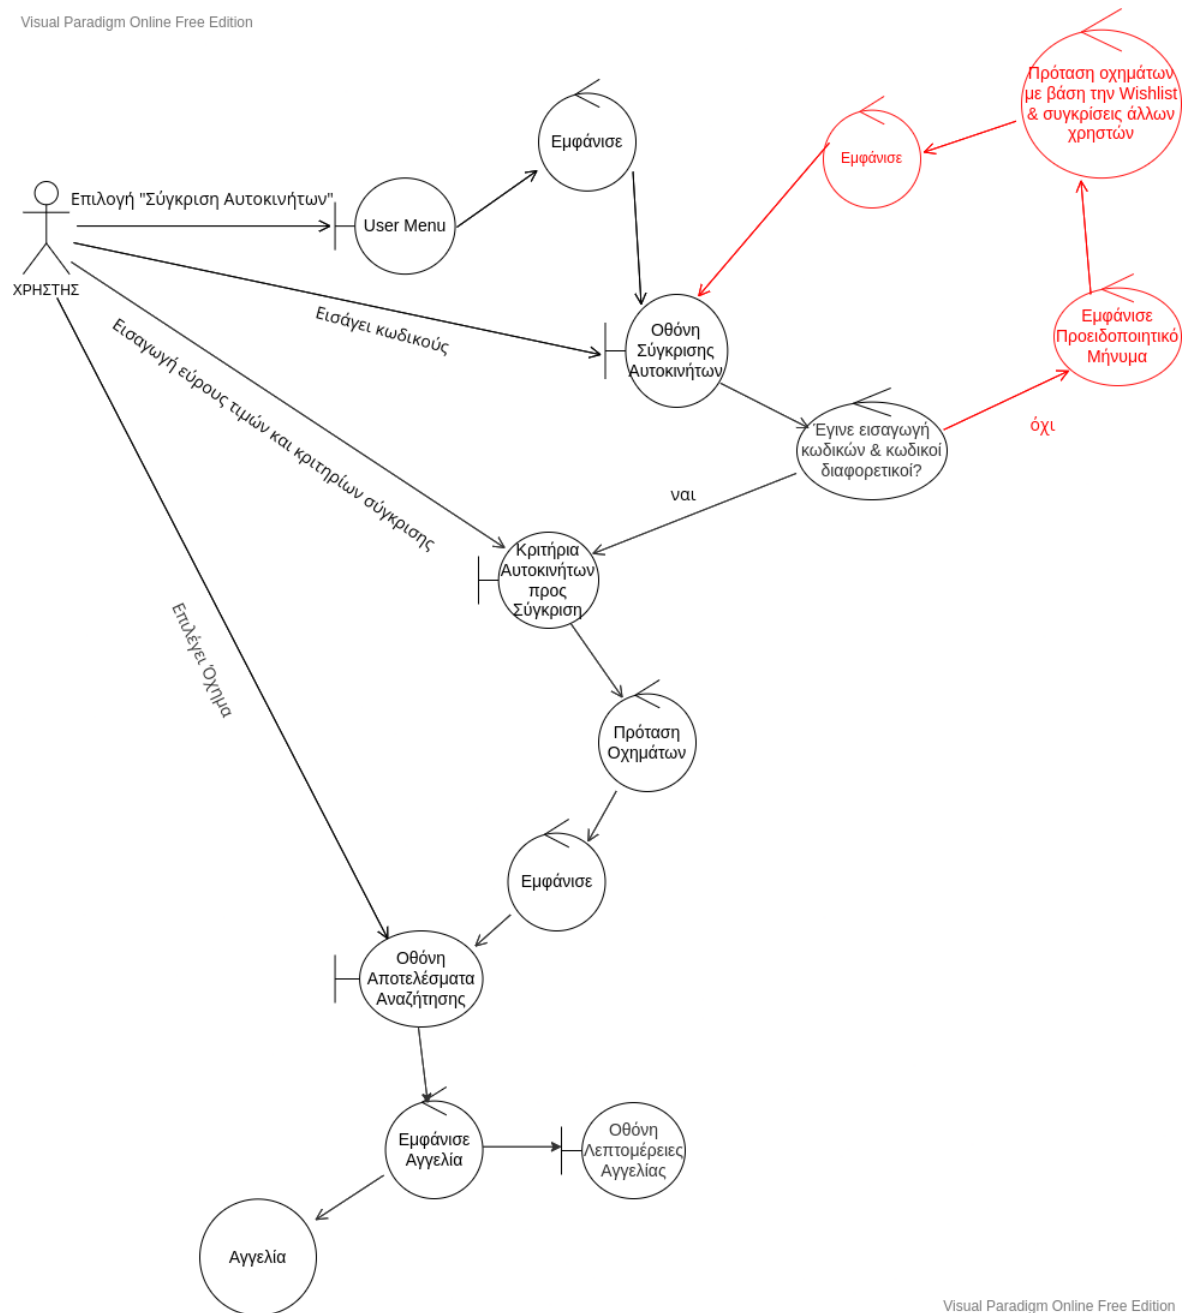 Visual Paradigm Online Free Edition
Πρόταση οχημάτων
με βάση την Wishlist
& συγκρίσεις άλλων
χρηστών
Εμφάνισε
Εμφάνισε
Επιλογή "Σύγκριση Αυτοκινήτων"
User Menu
ΧΡΗΣΤΗΣ
Εισάγει κωδικούς
Οθόνη
Σύγκρισης
Αυτοκινήτων
Εμφάνισε
Προειδοποιητικό
Μήνυμα
Εισαγωγή εύρους τιμών και κριτηρίων σύγκρισης
Έγινε εισαγωγή
κωδικών & κωδικοί
διαφορετικοί?
όχι
ναι
Κριτήρια
Αυτοκινήτων
προς
Σύγκριση
Επιλέγει Όχημα
Πρόταση
Οχημάτων
Εμφάνισε
Οθόνη
Αποτελέσματα
Αναζήτησης
Εμφάνισε
Αγγελία
Οθόνη
Λεπτομέρειες
Αγγελίας
Αγγελία
Visual Paradigm Online Free Edition